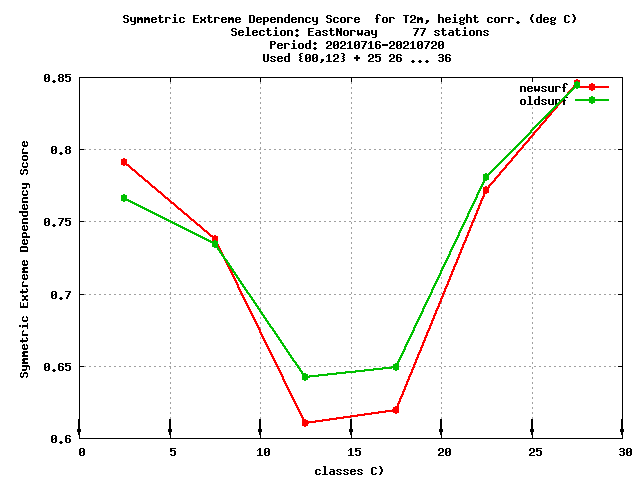 Symmetric Extreme Dependency Score  for T2m, height corr. (deg C)
Selection: EastNorway     77 stations
Period: 20210716-20210720
Used {00,12} + 25 26 ... 36
newsurf
oldsurf
Symmetric Extreme Dependency Score
0.85
0.8
0.75
0.7
0.65
0.6
0 5 10 15 20 25 30
classes C)